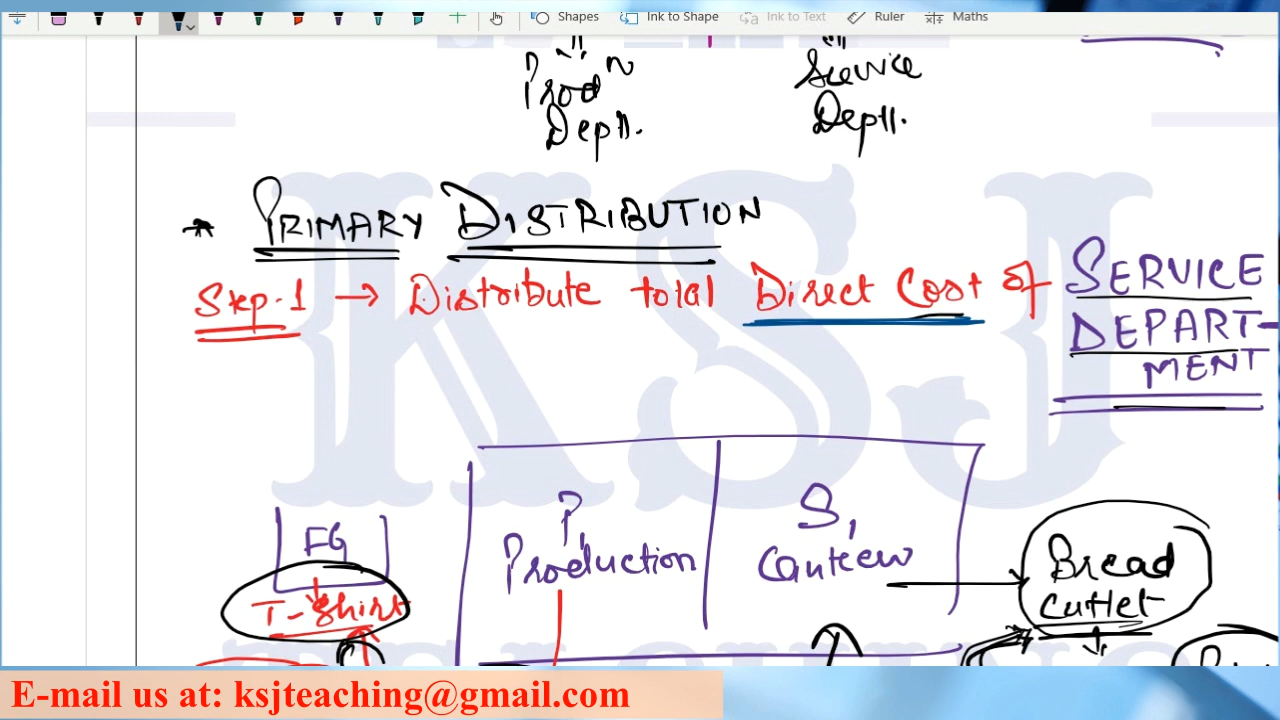 Shapes Ink to Shape Ink to Text Ruler Maths
Prodn Service
Deptt. Deptt.
* PRIMARY DISTRIBUTION
Step-1 → Distribute total Direct Cost of SERVICE
DEPART-
MENT
P1 S1
FG Production Canteen Bread
T-Shirt Cutlet
KSJ
E-mail us at: ksjteaching@gmail.com